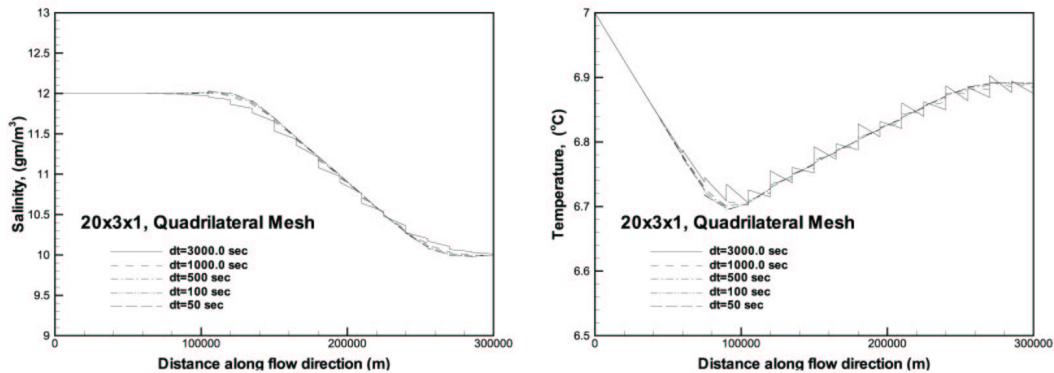 13
12.5
12
11.5
11
10.5
10
9.5
9
Salinity, (gm/m³)
20x3x1, Quadrilateral Mesh
dt=3000.0 sec
dt=1000.0 sec
dt=500 sec
dt=100 sec
dt=50 sec
0
100000
200000
300000
Distance along flow direction (m)
7
6.9
6.8
6.7
6.6
6.5
Temperature, (°C)
20x3x1, Quadrilateral Mesh
dt=3000.0 sec
dt=1000.0 sec
dt=500 sec
dt=100 sec
dt=50 sec
0
100000
200000
300000
Distance along flow direction (m)